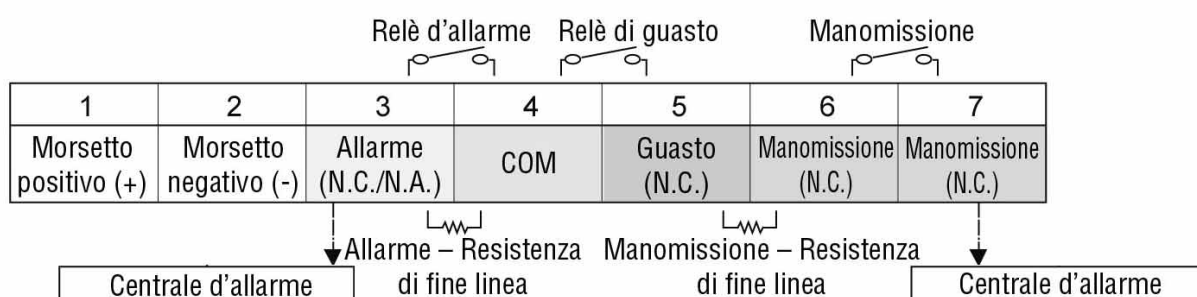 Relè d'allarme Relè di guasto Manomissione
1 2 3 4 5 6 7
Morsetto positivo (+) Morsetto negativo (-) Allarme (N.C./N.A.) COM Guasto (N.C.) Manomissione (N.C.) Manomissione (N.C.)
Allarme – Resistenza di fine linea
Manomissione – Resistenza di fine linea
Centrale d'allarme
Centrale d'allarme